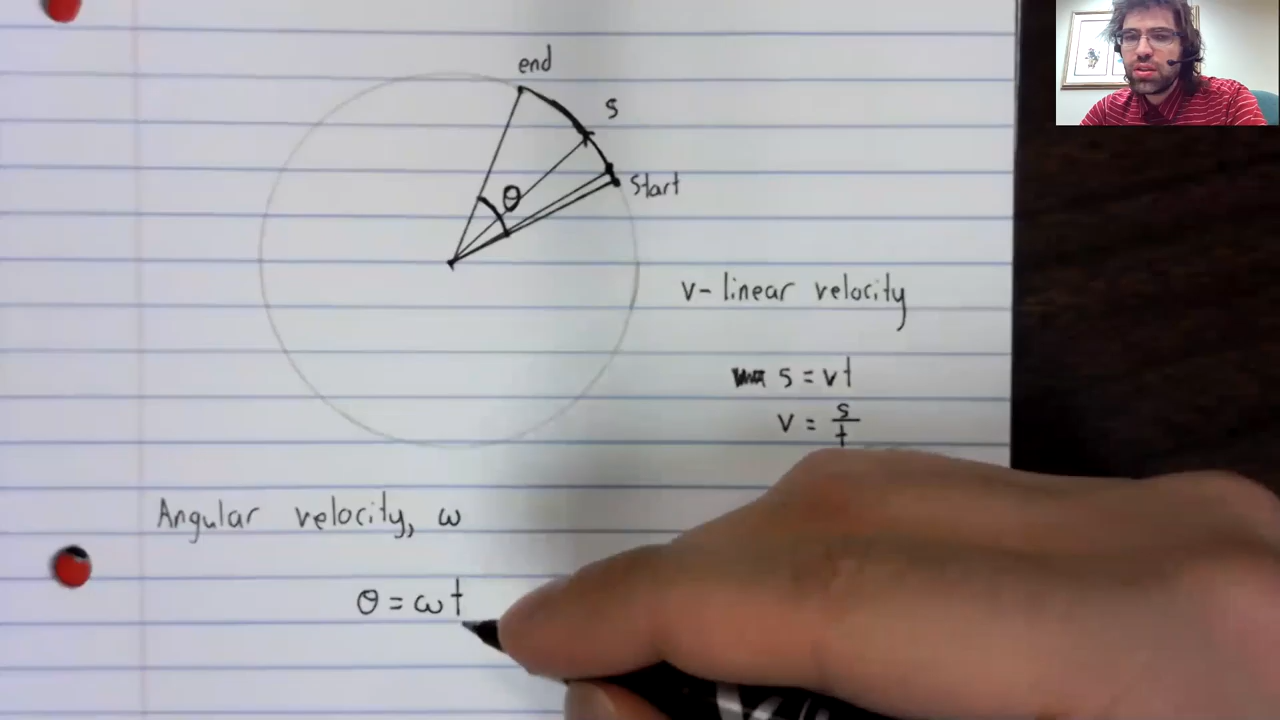 end
s
θ
Start
v - linear velocity
s = vt
v = s/t
Angular velocity, ω
θ = ωt